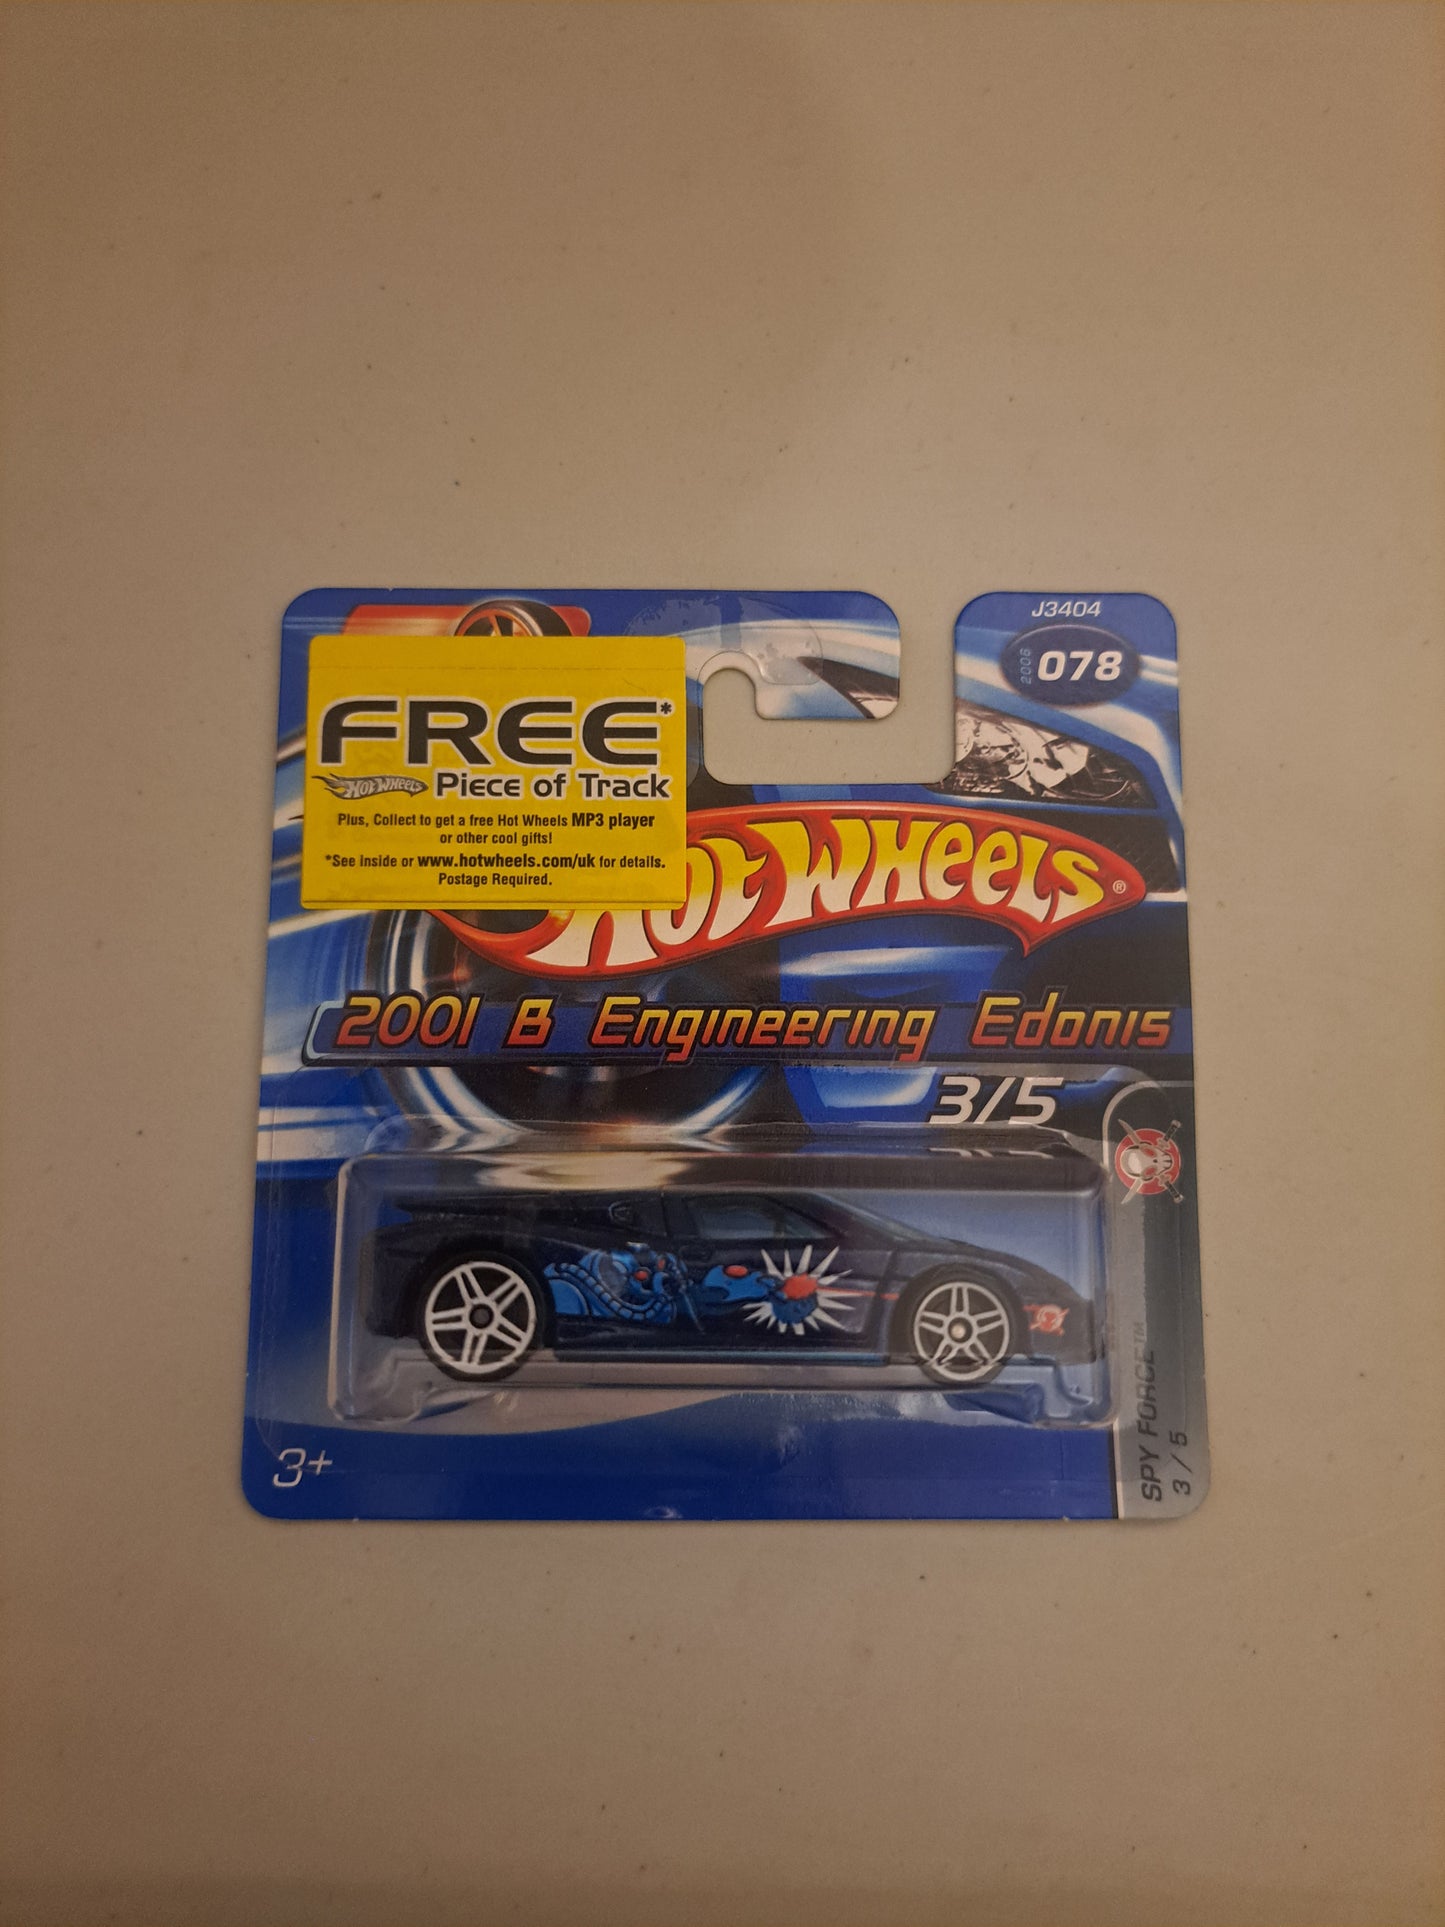 J3404
2006
078
FREE*
HOT WHEELS Piece of Track
Plus, Collect to get a free Hot Wheels MP3 player
or other cool gifts!
*See inside or www.hotwheels.com/uk for details.
Postage Required.
HOT WHEELS®
2001 B Engineering Edonis
3/5
3+
SPY FORCE™
3 / 5